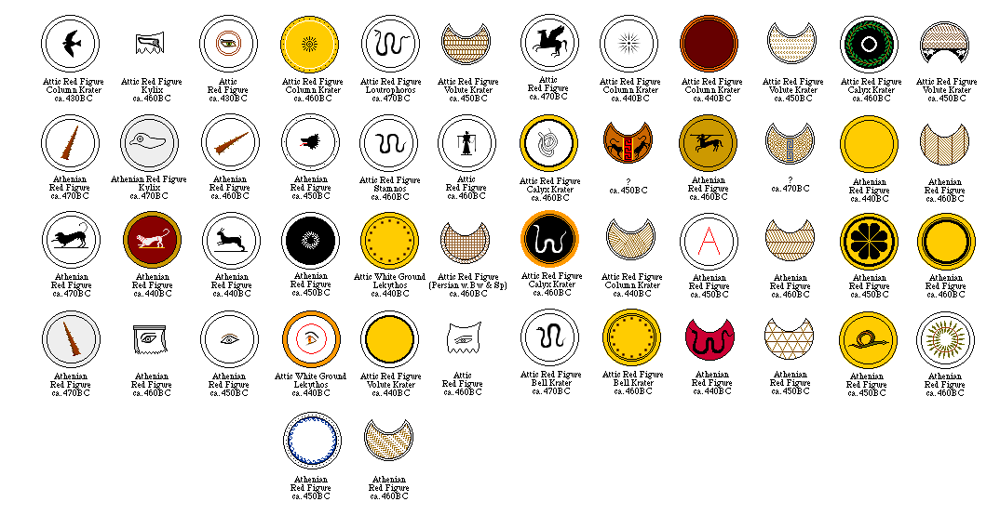 Attic Red Figure
Column Krater
ca. 430BC
Attic Red Figure
Kylix
ca. 460BC
Attic
Red Figure
ca. 430BC
Attic Red Figure
Column Krater
ca. 460BC
Attic Red Figure
Loutrophoros
ca. 470BC
Attic Red Figure
Volute Krater
ca. 450BC
Attic
Red Figure
ca. 470BC
Attic Red Figure
Column Krater
ca. 440BC
Attic Red Figure
Column Krater
ca. 440BC
Attic Red Figure
Volute Krater
ca. 450BC
Attic Red Figure
Calyx Krater
ca. 460BC
Attic Red Figure
Volute Krater
ca. 450BC
Athenian
Red Figure
ca. 470BC
Athenian Red Figure
Kylix
ca. 470BC
Athenian
Red Figure
ca. 460BC
Athenian
Red Figure
ca. 450BC
Attic Red Figure
Stamnos
ca. 460BC
Attic
Red Figure
ca. 460BC
Attic Red Figure
Calyx Krater
ca. 460BC
?
ca. 450BC
Athenian
Red Figure
ca. 460BC
?
ca. 470BC
Athenian
Red Figure
ca. 440BC
Athenian
Red Figure
ca. 460BC
Athenian
Red Figure
ca. 470BC
Athenian
Red Figure
ca. 440BC
Athenian
Red Figure
ca. 440BC
Athenian
Red Figure
ca. 450BC
Attic White Ground
Lekythos
ca. 440BC
Attic Red Figure
(Persian w. Bw & Sp)
ca. 460BC
Attic Red Figure
Calyx Krater
ca. 460BC
Attic Red Figure
Column Krater
ca. 440BC
A
Athenian
Red Figure
ca. 450BC
Athenian
Red Figure
ca. 460BC
Athenian
Red Figure
ca. 450BC
Athenian
Red Figure
ca. 460BC
Athenian
Red Figure
ca. 470BC
Athenian
Red Figure
ca. 460BC
Athenian
Red Figure
ca. 450BC
Attic White Ground
Lekythos
ca. 440BC
Attic Red Figure
Volute Krater
ca. 440BC
Attic
Red Figure
ca. 460BC
Attic Red Figure
Bell Krater
ca. 470BC
Attic Red Figure
Bell Krater
ca. 460BC
Athenian
Red Figure
ca. 440BC
Athenian
Red Figure
ca. 450BC
Athenian
Red Figure
ca. 450BC
Athenian
Red Figure
ca. 460BC
Athenian
Red Figure
ca. 450BC
Athenian
Red Figure
ca. 460BC